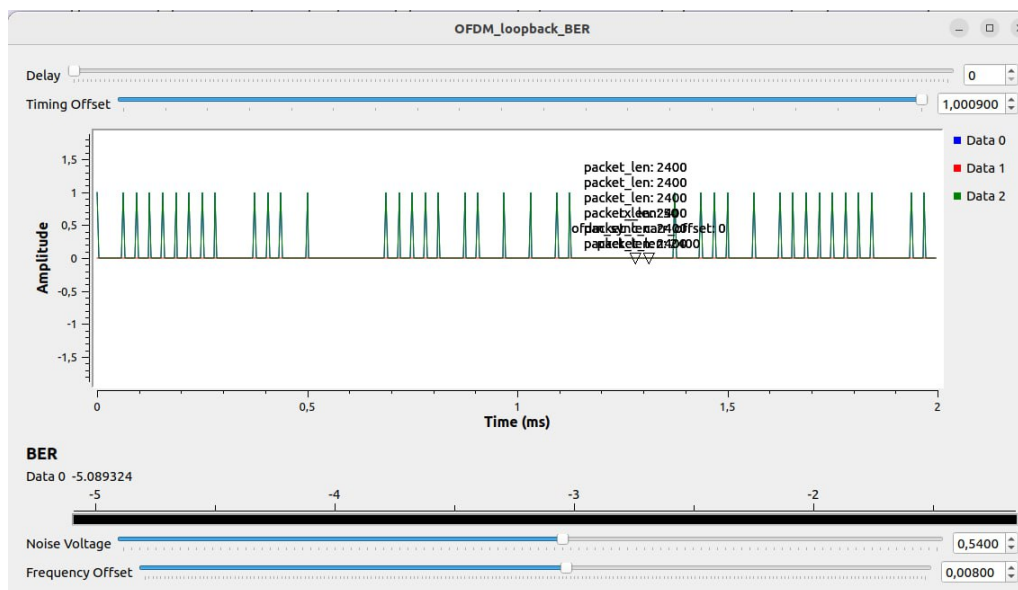 OFDM_loopback_BER
Delay
0
Timing Offset
1,000900
Data 0
Data 1
Data 2
1,5
1
0,5
0
-0,5
-1
-1,5
Amplitude
packet_len: 2400
packet_len: 2400
packet_len: 2400
0
0,5
1
1,5
2
Time (ms)
BER
Data 0 -5.089324
-5
-4
-3
-2
Noise Voltage
0,5400
Frequency Offset
0,00800